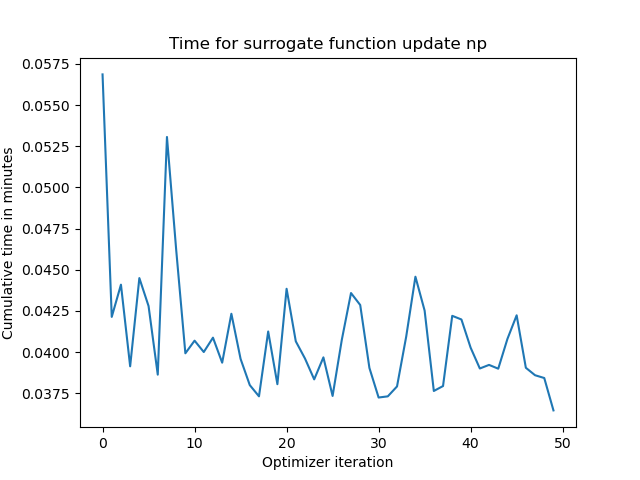 Time for surrogate function update np
Cumulative time in minutes
0.0575
0.0550
0.0525
0.0500
0.0475
0.0450
0.0425
0.0400
0.0375
0 10 20 30 40 50
Optimizer iteration